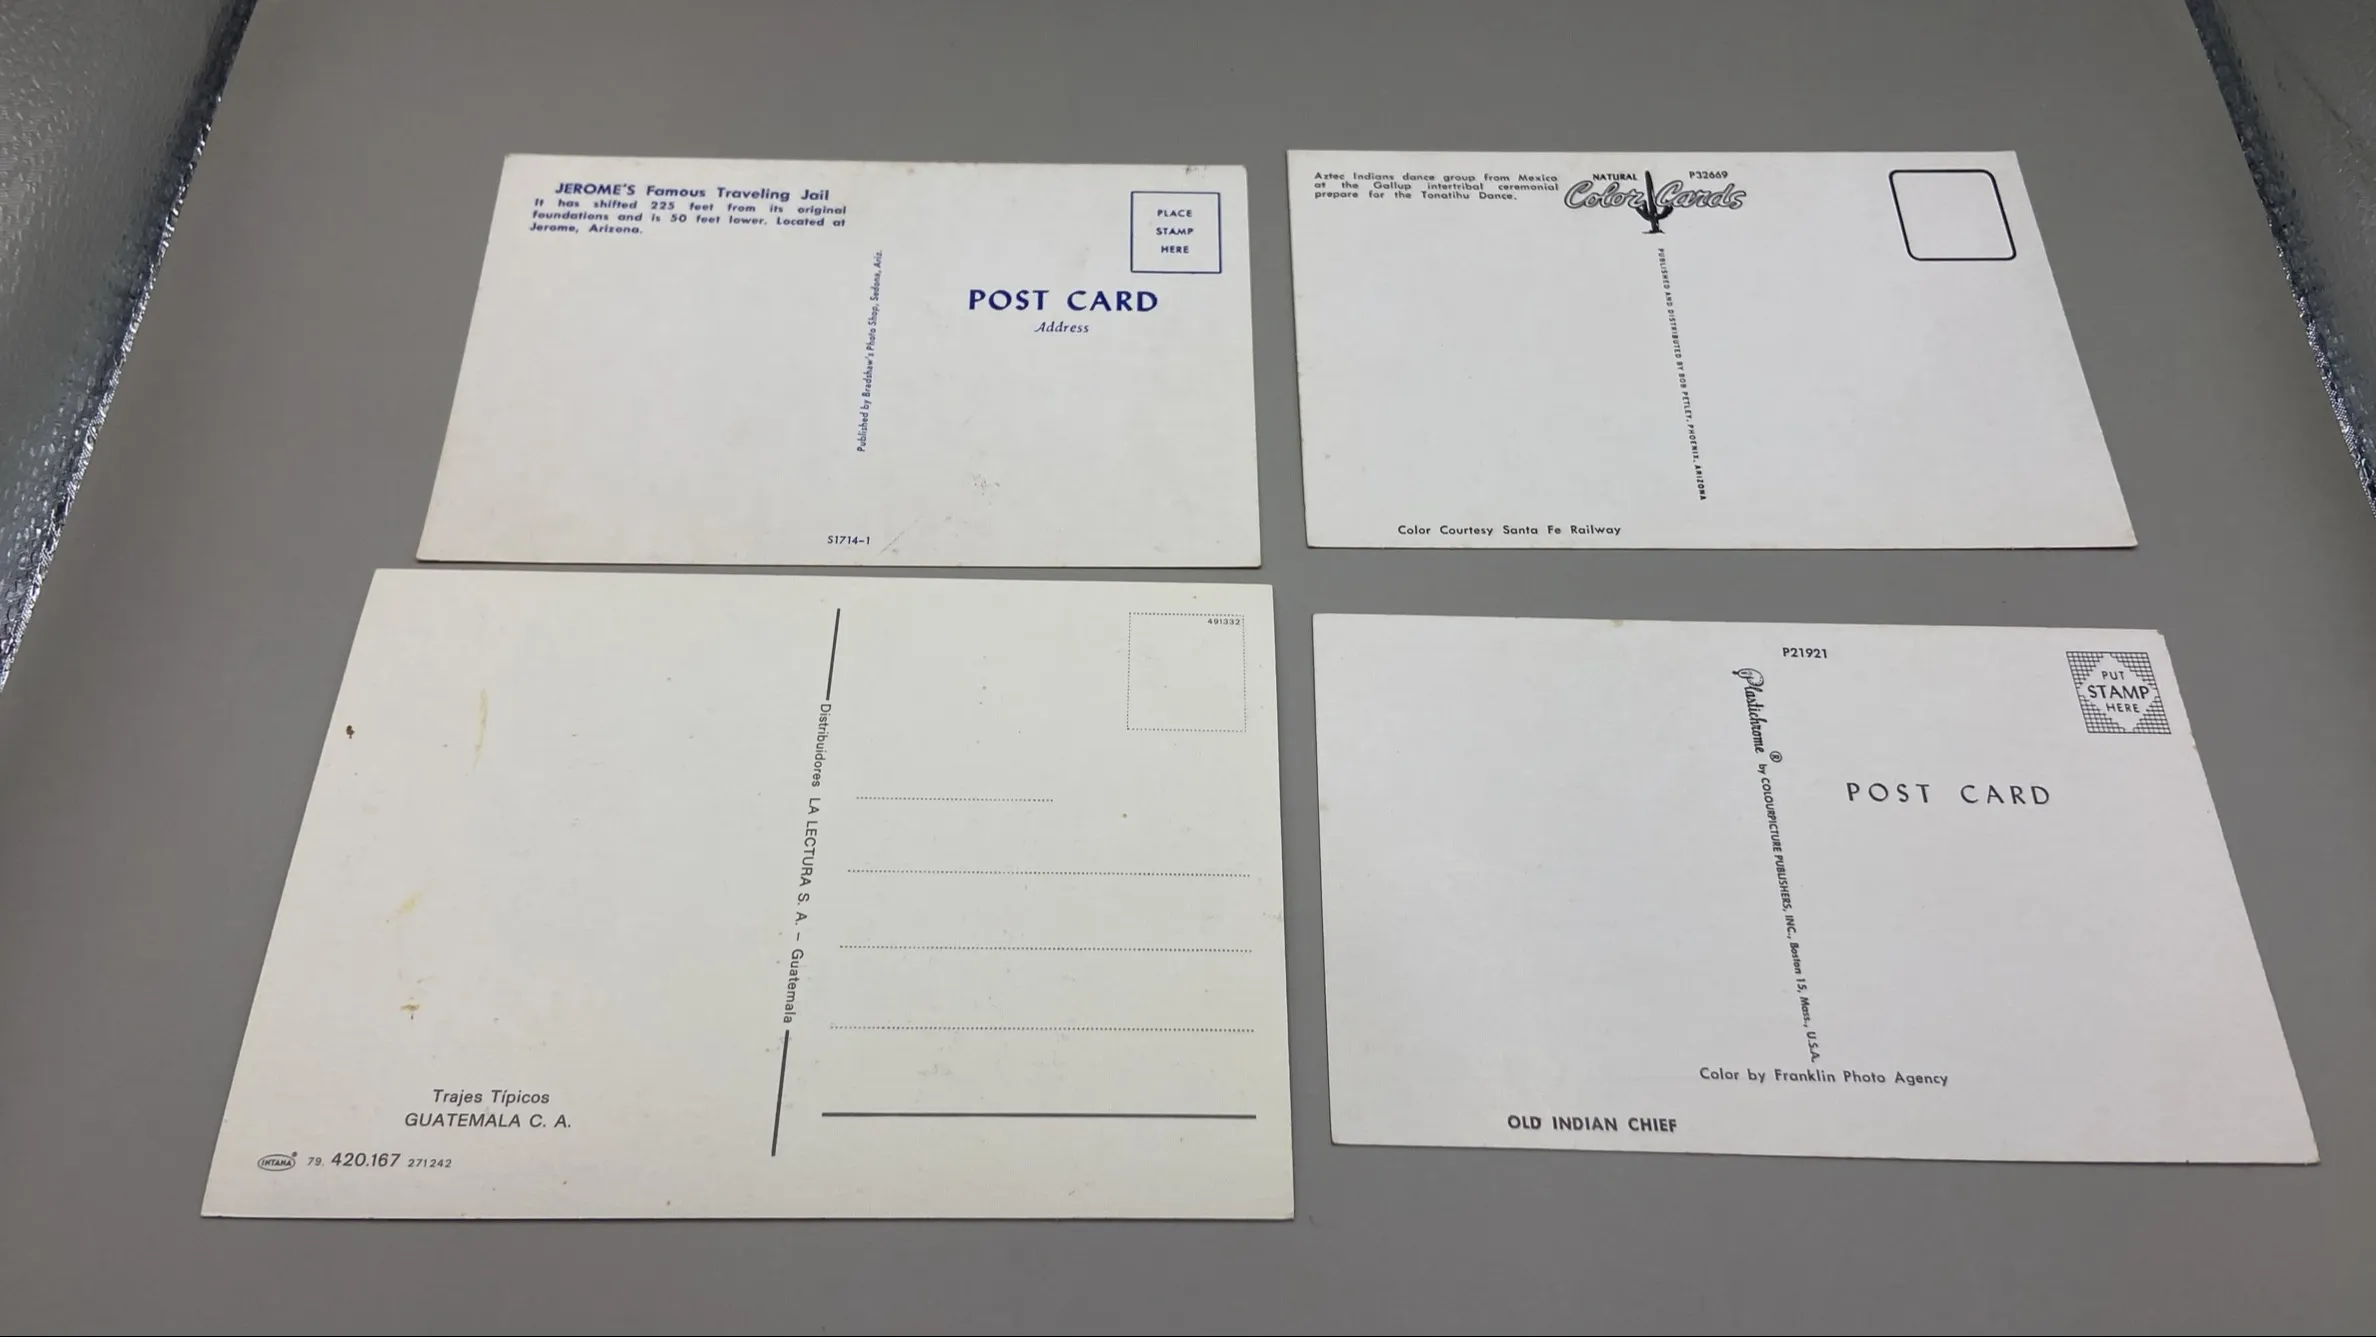 JEROME'S Famous Traveling Jail
It has shifted 225 feet from its original
foundations and is 50 feet lower. Located at
Jerome, Arizona.
PLACE
STAMP
HERE
POST CARD
Address
Published by Bradshaw's Photo Shop, Sedona, Ariz.
S1714-1
Aztec Indians dance group from Mexico
at the Gallup intertribal ceremonial
prepare for the Tonatihu Dance.
NATURAL
Color Cards
P32669
PUBLISHED AND DISTRIBUTED BY BOB PETLEY, PHOENIX, ARIZONA
Color Courtesy Santa Fe Railway
491332
Distribuidores LA LECTURA S. A. – Guatemala
Trajes Típicos
GUATEMALA C. A.
INTANA® 79. 420.167 271242
P21921
PUT
STAMP
HERE
Plastichrome ® by COLOURPICTURE PUBLISHERS, INC., Boston 15, Mass., U.S.A.
POST CARD
Color by Franklin Photo Agency
OLD INDIAN CHIEF